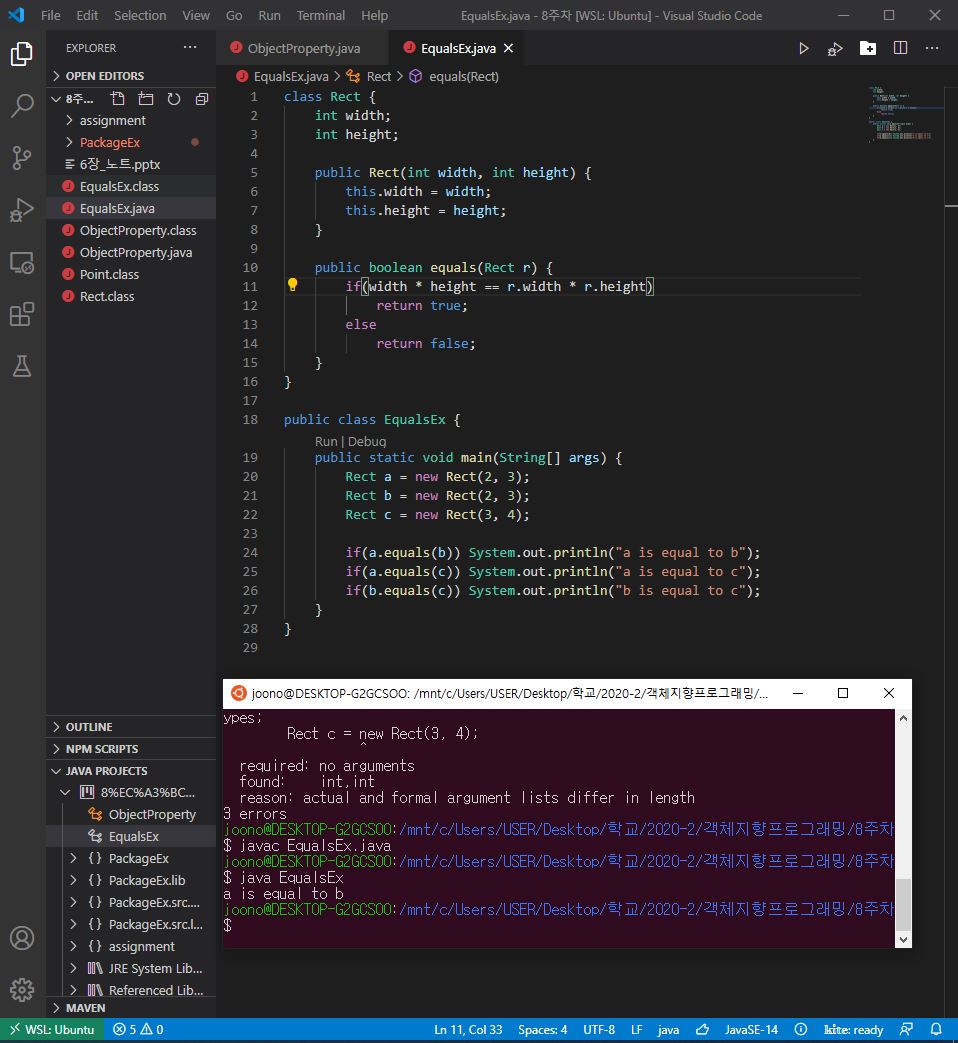 File Edit Selection View Go Run Terminal Help EqualsEx.java - 8주차 [WSL: Ubuntu] - Visual Studio Code
EXPLORER
OPEN EDITORS
8주...
assignment
PackageEx
6장_노트.pptx
EqualsEx.class
EqualsEx.java
ObjectProperty.class
ObjectProperty.java
Point.class
Rect.class
OUTLINE
NPM SCRIPTS
JAVA PROJECTS
8%EC%A3%BC...
ObjectProperty
EqualsEx
{} PackageEx
{} PackageEx.lib
{} PackageEx.src....
{} PackageEx.src.l...
{} assignment
JRE System Lib...
Referenced Lib...
MAVEN
ObjectProperty.java EqualsEx.java
EqualsEx.java > Rect > equals(Rect)
1 class Rect {
2 int width;
3 int height;
4
5 public Rect(int width, int height) {
6 this.width = width;
7 this.height = height;
8 }
9
10 public boolean equals(Rect r) {
11 if(width * height == r.width * r.height)
12 return true;
13 else
14 return false;
15 }
16 }
17
18 public class EqualsEx {
Run | Debug
19 public static void main(String[] args) {
20 Rect a = new Rect(2, 3);
21 Rect b = new Rect(2, 3);
22 Rect c = new Rect(3, 4);
23
24 if(a.equals(b)) System.out.println("a is equal to b");
25 if(a.equals(c)) System.out.println("a is equal to c");
26 if(b.equals(c)) System.out.println("b is equal to c");
27 }
28 }
29
joono@DESKTOP-G2GCSOO: /mnt/c/Users/USER/Desktop/학교/2020-2/객체지향프로그래밍/...
ypes;
Rect c = new Rect(3, 4);
^
required: no arguments
found: int,int
reason: actual and formal argument lists differ in length
3 errors
joono@DESKTOP-G2GCSOO:/mnt/c/Users/USER/Desktop/학교/2020-2/객체지향프로그래밍/8주차
$ javac EqualsEx.java
joono@DESKTOP-G2GCSOO:/mnt/c/Users/USER/Desktop/학교/2020-2/객체지향프로그래밍/8주차
$ java EqualsEx
a is equal to b
joono@DESKTOP-G2GCSOO:/mnt/c/Users/USER/Desktop/학교/2020-2/객체지향프로그래밍/8주차
$
WSL: Ubuntu 5 0 Ln 11, Col 33 Spaces: 4 UTF-8 LF java JavaSE-14 kite: ready